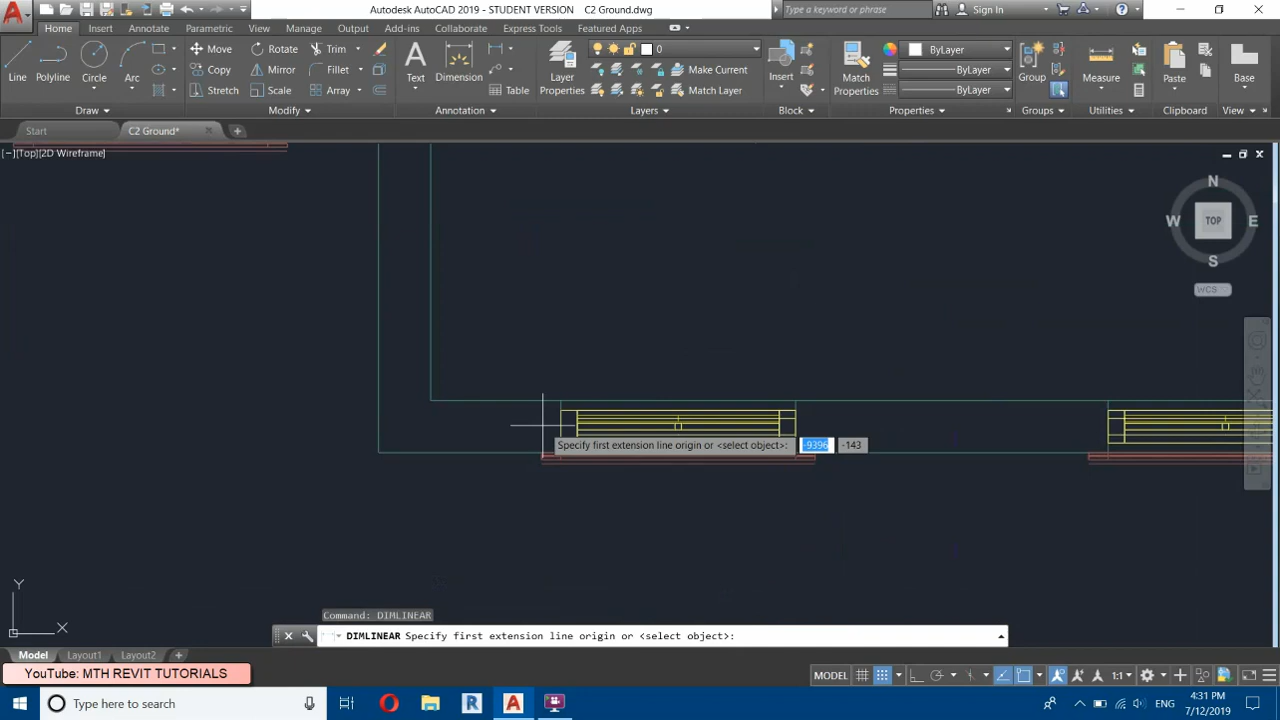 Autodesk AutoCAD 2019 - STUDENT VERSION C2 Ground.dwg
Type a keyword or phrase
Sign In
Home Insert Annotate Parametric View Manage Output Add-ins Collaborate Express Tools Featured Apps
Line Polyline Circle Arc
Move Rotate Trim
Copy Mirror Fillet
Stretch Scale Array
Text Dimension Table
Layer Properties
0
Make Current
Match Layer
Insert
Match Properties
ByLayer
ByLayer
ByLayer
Group
Measure
Paste
Base
Draw Modify Annotation Layers Block Properties Groups Utilities Clipboard View
Start C2 Ground*
[−][Top][2D Wireframe]
N
W TOP E
S
WCS
Specify first extension line origin or <select object>: -9396 -143
Y
X
Command: DIMLINEAR
DIMLINEAR Specify first extension line origin or <select object>:
Model Layout1 Layout2
YouTube: MTH REVIT TUTORIALS
MODEL 1:1
Type here to search
ENG
4:31 PM
7/12/2019